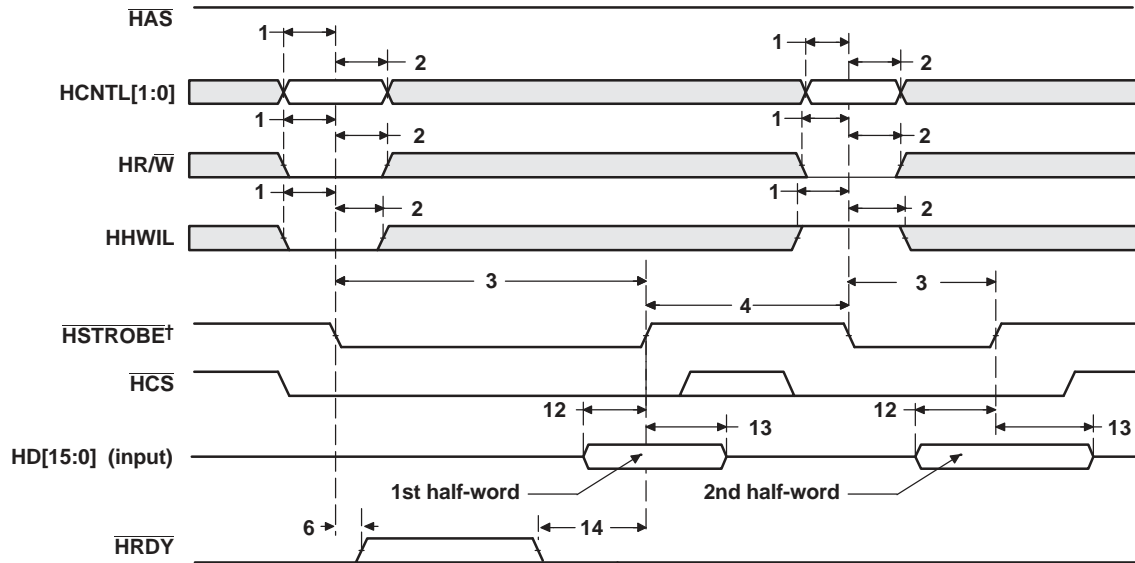 HAS
1 1
2 2
HCNTL[1:0]
1 1
2 2
HR/W
1 1
2 2
HHWIL
3 4 3
HSTROBE†
HCS
12 13 12 13
HD[15:0] (input)
1st half-word 2nd half-word
6 14
HRDY